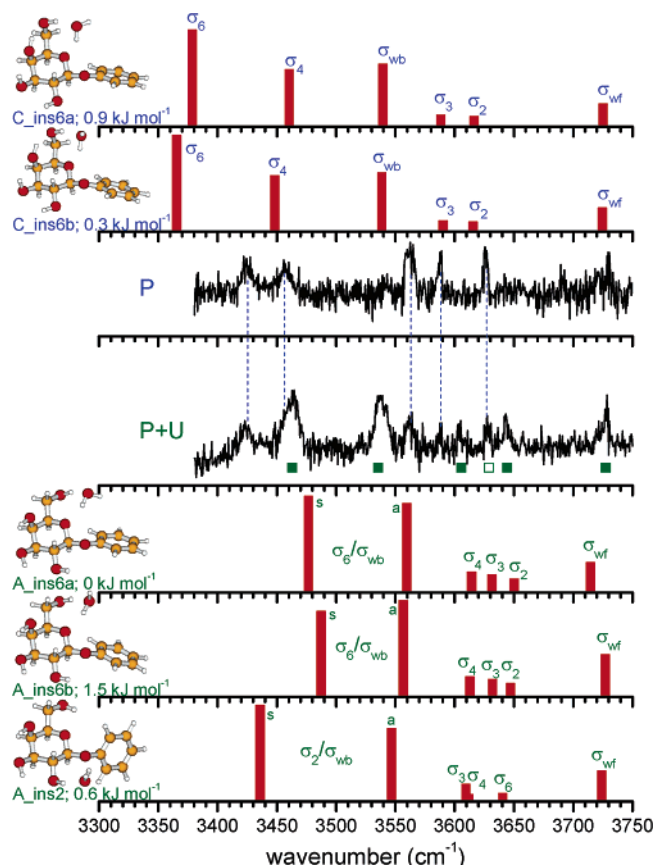 σ6
σ4
σwb
σ3
σ2
σwf
C_ins6a; 0.9 kJ mol-1
σ6
σ4
σwb
σ3
σ2
σwf
C_ins6b; 0.3 kJ mol-1
P
P+U
s
a
σ6/σwb
σ4
σ3
σ2
σwf
A_ins6a; 0 kJ mol-1
s
a
σ6/σwb
σ4
σ3
σ2
σwf
A_ins6b; 1.5 kJ mol-1
s
a
σ2/σwb
σ3
σ4
σ6
σwf
A_ins2; 0.6 kJ mol-1
3300 3350 3400 3450 3500 3550 3600 3650 3700 3750
wavenumber (cm-1)